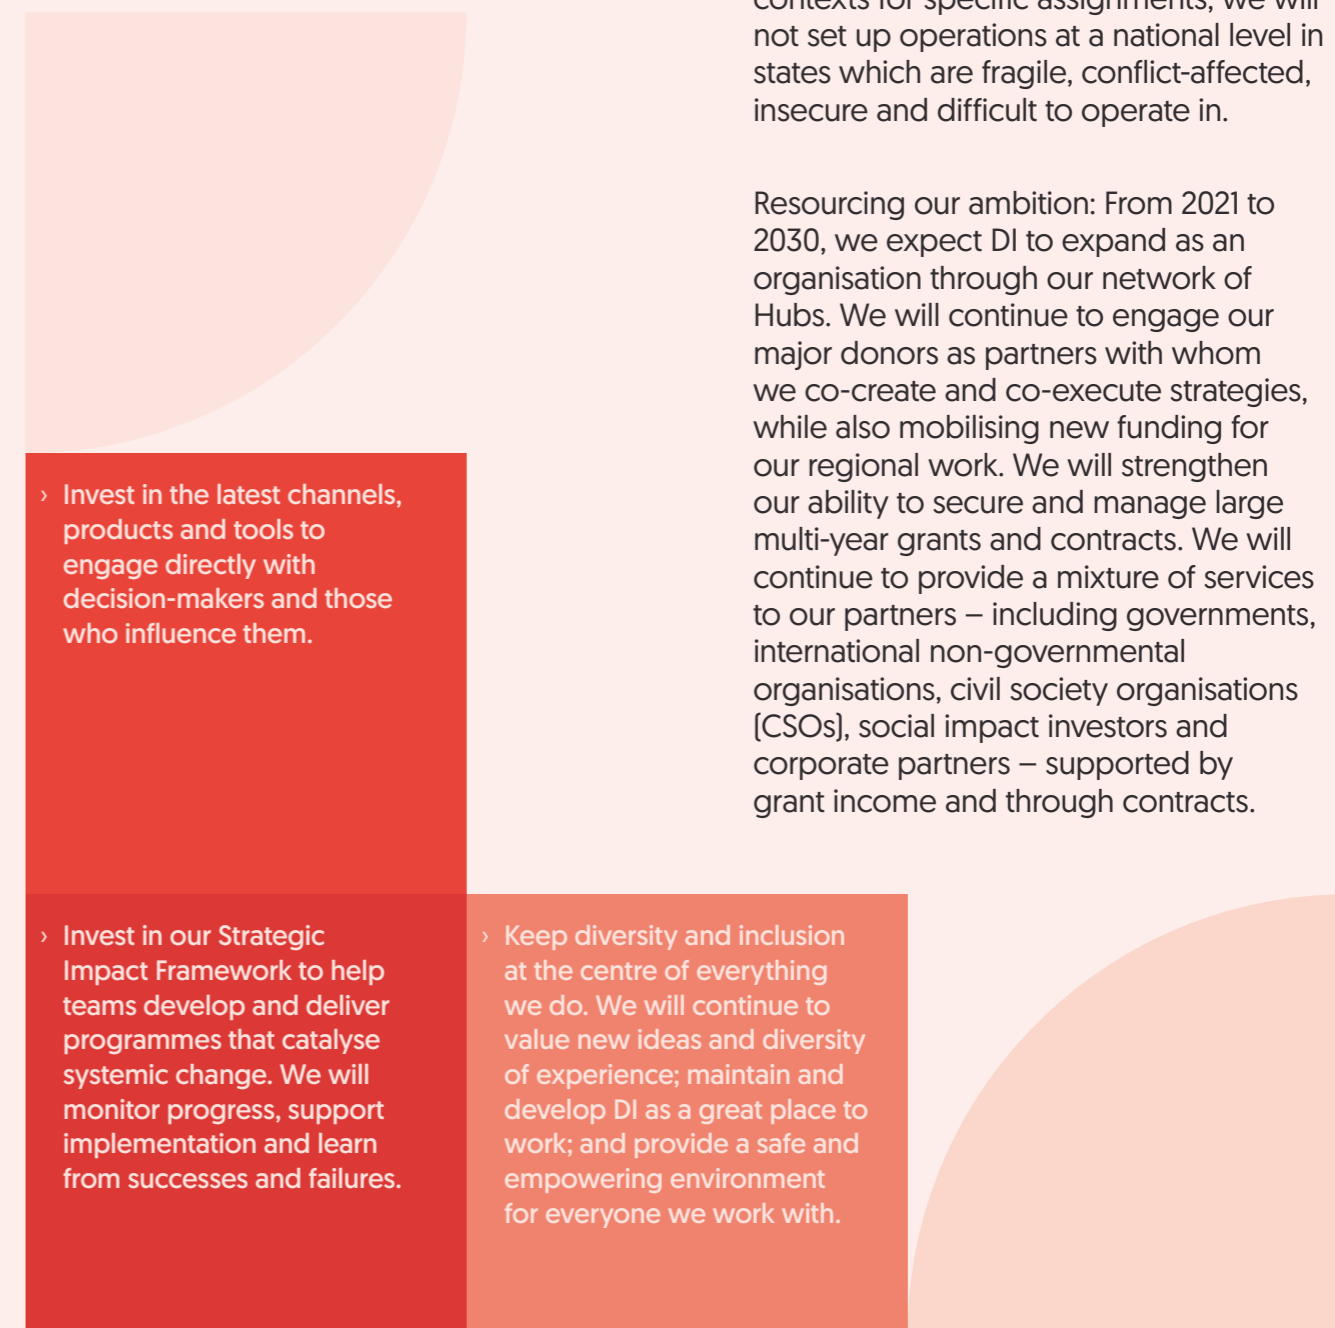 contexts for specific assignments, we will
not set up operations at a national level in
states which are fragile, conflict-affected,
insecure and difficult to operate in.
Resourcing our ambition: From 2021 to
2030, we expect DI to expand as an
organisation through our network of
Hubs. We will continue to engage our
major donors as partners with whom
we co-create and co-execute strategies,
while also mobilising new funding for
our regional work. We will strengthen
our ability to secure and manage large
multi-year grants and contracts. We will
continue to provide a mixture of services
to our partners – including governments,
international non-governmental
organisations, civil society organisations
(CSOs), social impact investors and
corporate partners – supported by
grant income and through contracts.
› Invest in the latest channels,
products and tools to
engage directly with
decision-makers and those
who influence them.
› Invest in our Strategic
Impact Framework to help
teams develop and deliver
programmes that catalyse
systemic change. We will
monitor progress, support
implementation and learn
from successes and failures.
› Keep diversity and inclusion
at the centre of everything
we do. We will continue to
value new ideas and diversity
of experience; maintain and
develop DI as a great place to
work; and provide a safe and
empowering environment
for everyone we work with.